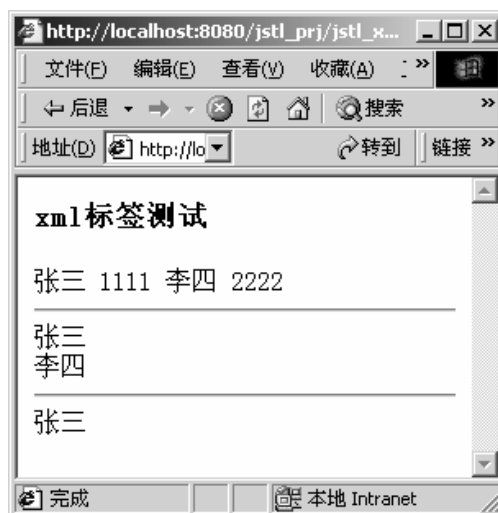 http://localhost:8080/jstl_prj/jstl_x...
文件(F) 编辑(E) 查看(V) 收藏(A) »
后退 搜索 »
地址(D) http://lo 转到 链接 »
xml标签测试
张三 1111 李四 2222
张三
李四
张三
完成 本地 Intranet